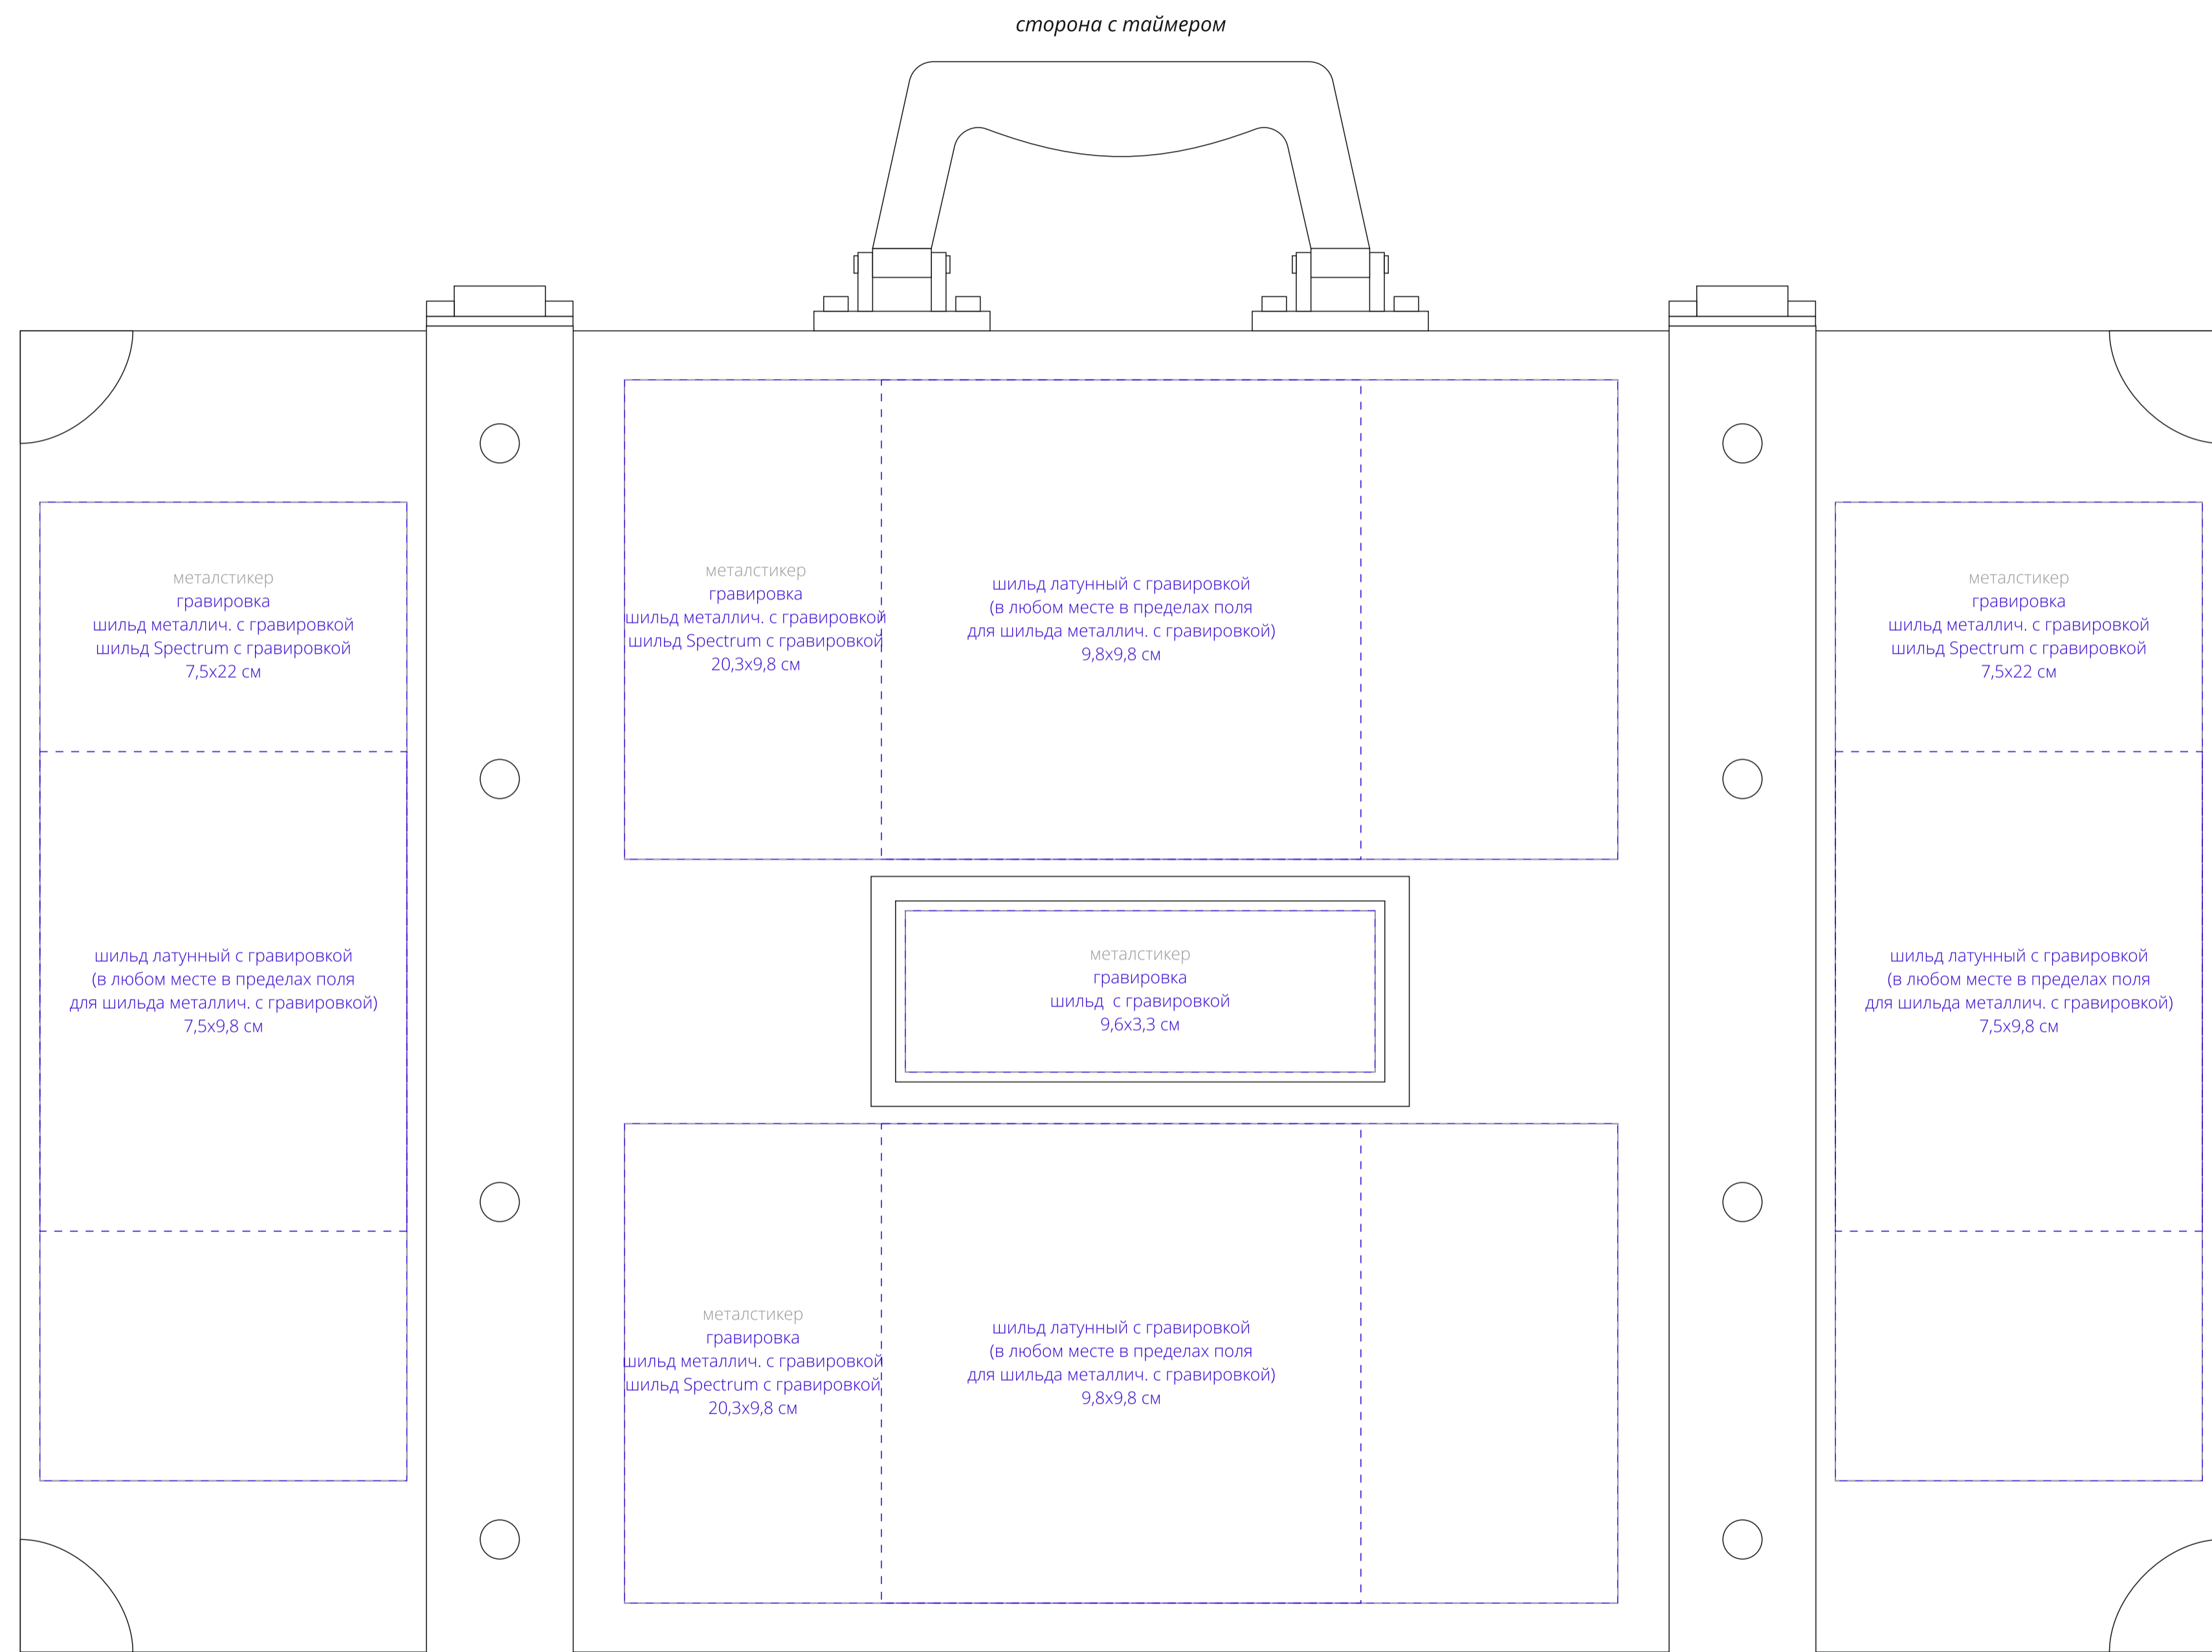 сторона с таймером
металстикер
гравировка
шильд металлич. с гравировкой
шильд Spectrum с гравировкой
7,5х22 см
шильд латунный с гравировкой
(в любом месте в пределах поля
для шильда металлич. с гравировкой)
7,5х9,8 см
металстикер
гравировка
шильд металлич. с гравировкой
шильд Spectrum с гравировкой
20,3х9,8 см
шильд латунный с гравировкой
(в любом месте в пределах поля
для шильда металлич. с гравировкой)
9,8х9,8 см
металстикер
гравировка
шильд  с гравировкой
9,6х3,3 см
металстикер
гравировка
шильд металлич. с гравировкой
шильд Spectrum с гравировкой
20,3х9,8 см
шильд латунный с гравировкой
(в любом месте в пределах поля
для шильда металлич. с гравировкой)
9,8х9,8 см
металстикер
гравировка
шильд металлич. с гравировкой
шильд Spectrum с гравировкой
7,5х22 см
шильд латунный с гравировкой
(в любом месте в пределах поля
для шильда металлич. с гравировкой)
7,5х9,8 см